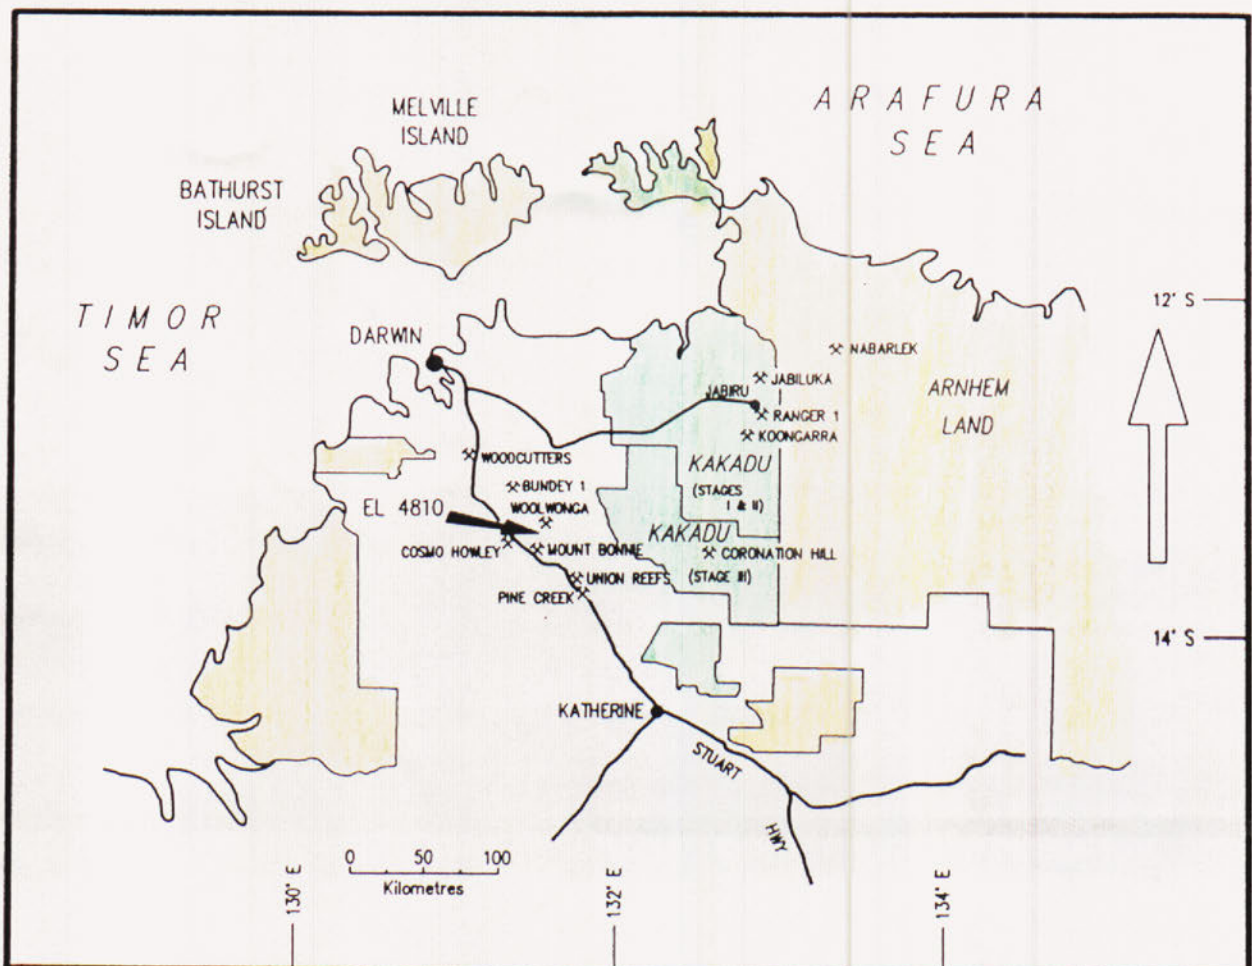 ARAFURA
SEA
MELVILLE
ISLAND
BATHURST
ISLAND
TIMOR
SEA
12° S
DARWIN
NABARLEK
JABILUKA
JABIRU
RANGER 1
ARNHEM
LAND
KOONGARRA
WOODCUTTERS
KAKADU
(STAGES
I & II)
BUNDEY 1
EL 4810
WOOLWONGA
KAKADU
COSMO HOWLEY
MOUNT BONNIE
CORONATION HILL
UNION REEFS
(STAGE III)
PINE CREEK
14° S
KATHERINE
STUART
HWY
0 50 100
Kilometres
130° E
132° E
134° E